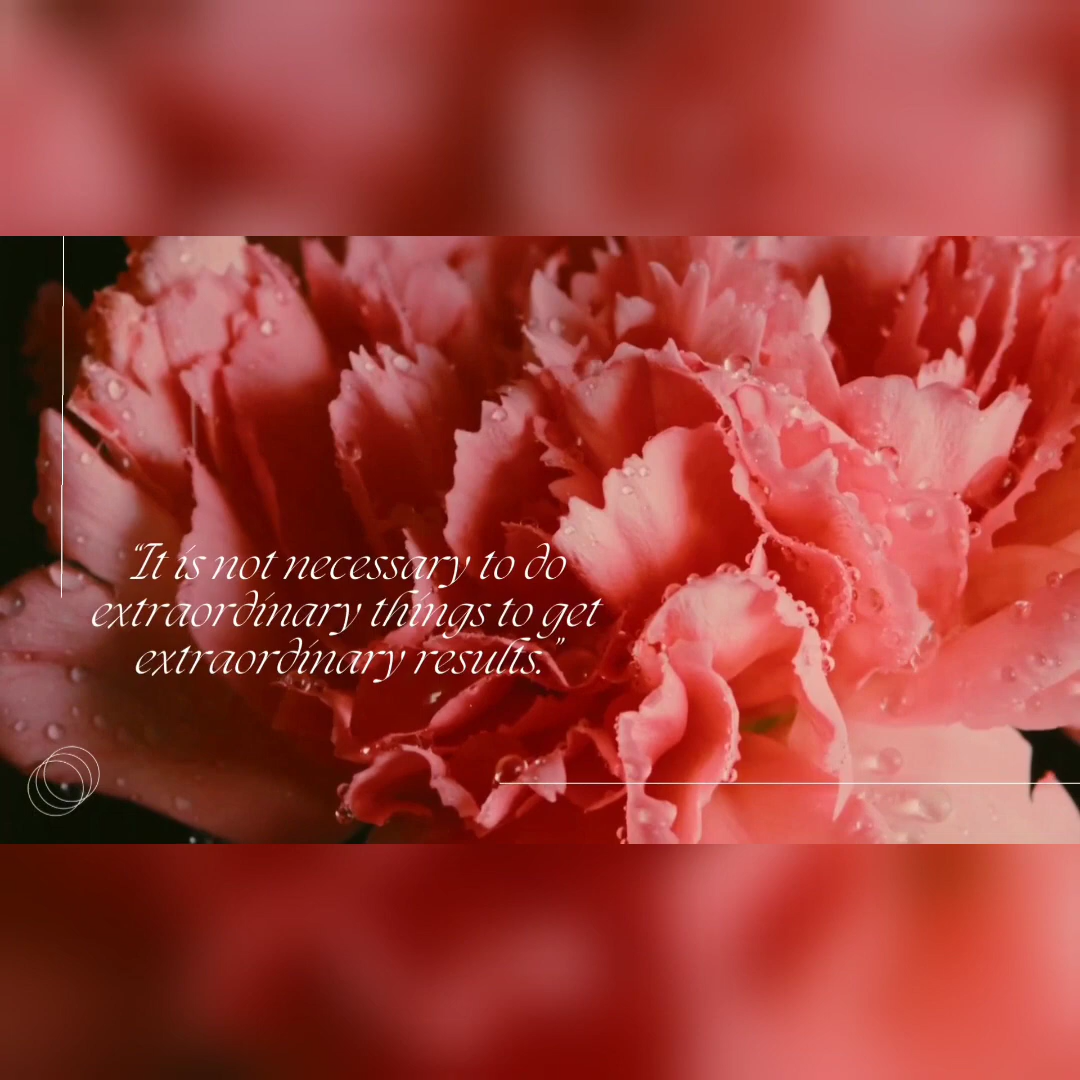 “It is not necessary to do
extraordinary things to get
extraordinary results.”